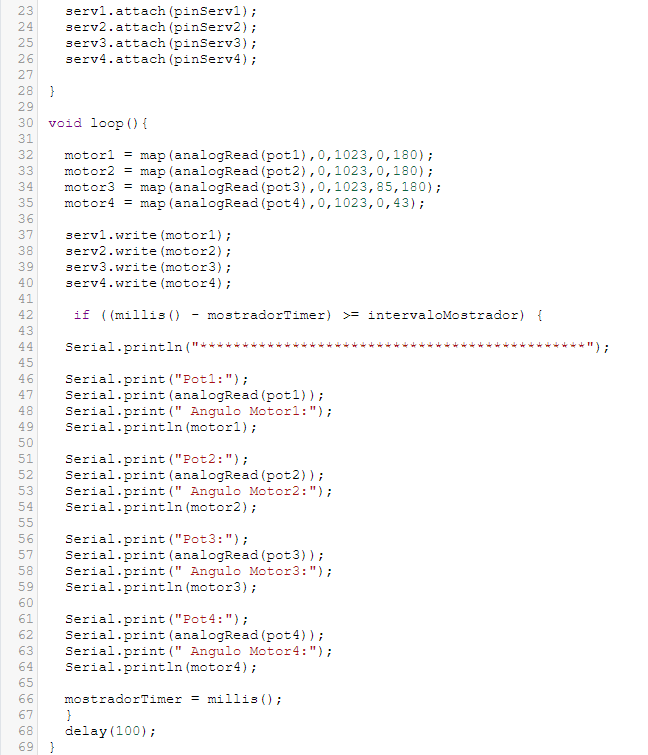 23 serv1.attach(pinServ1);
24 serv2.attach(pinServ2);
25 serv3.attach(pinServ3);
26 serv4.attach(pinServ4);
27
28 }
29
30 void loop(){
31
32 motor1 = map(analogRead(pot1),0,1023,0,180);
33 motor2 = map(analogRead(pot2),0,1023,0,180);
34 motor3 = map(analogRead(pot3),0,1023,85,180);
35 motor4 = map(analogRead(pot4),0,1023,0,43);
36
37 serv1.write(motor1);
38 serv2.write(motor2);
39 serv3.write(motor3);
40 serv4.write(motor4);
41
42 if ((millis() - mostradorTimer) >= intervaloMostrador) {
43
44 Serial.println("**********************************************");
45
46 Serial.print("Pot1:");
47 Serial.print(analogRead(pot1));
48 Serial.print(" Angulo Motor1:");
49 Serial.println(motor1);
50
51 Serial.print("Pot2:");
52 Serial.print(analogRead(pot2));
53 Serial.print(" Angulo Motor2:");
54 Serial.println(motor2);
55
56 Serial.print("Pot3:");
57 Serial.print(analogRead(pot3));
58 Serial.print(" Angulo Motor3:");
59 Serial.println(motor3);
60
61 Serial.print("Pot4:");
62 Serial.print(analogRead(pot4));
63 Serial.print(" Angulo Motor4:");
64 Serial.println(motor4);
65
66 mostradorTimer = millis();
67 }
68 delay(100);
69 }